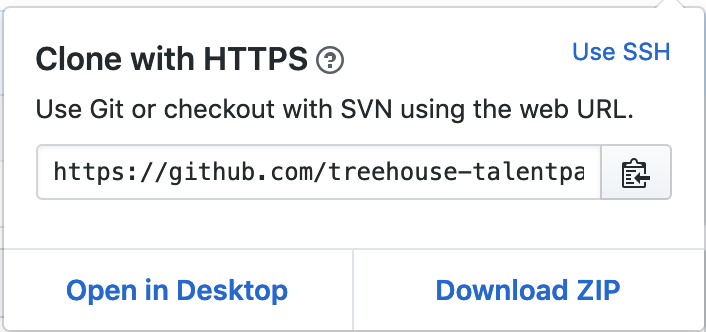 Clone with HTTPS ?
Use SSH
Use Git or checkout with SVN using the web URL.
https://github.com/treehouse-talentpa
Open in Desktop
Download ZIP